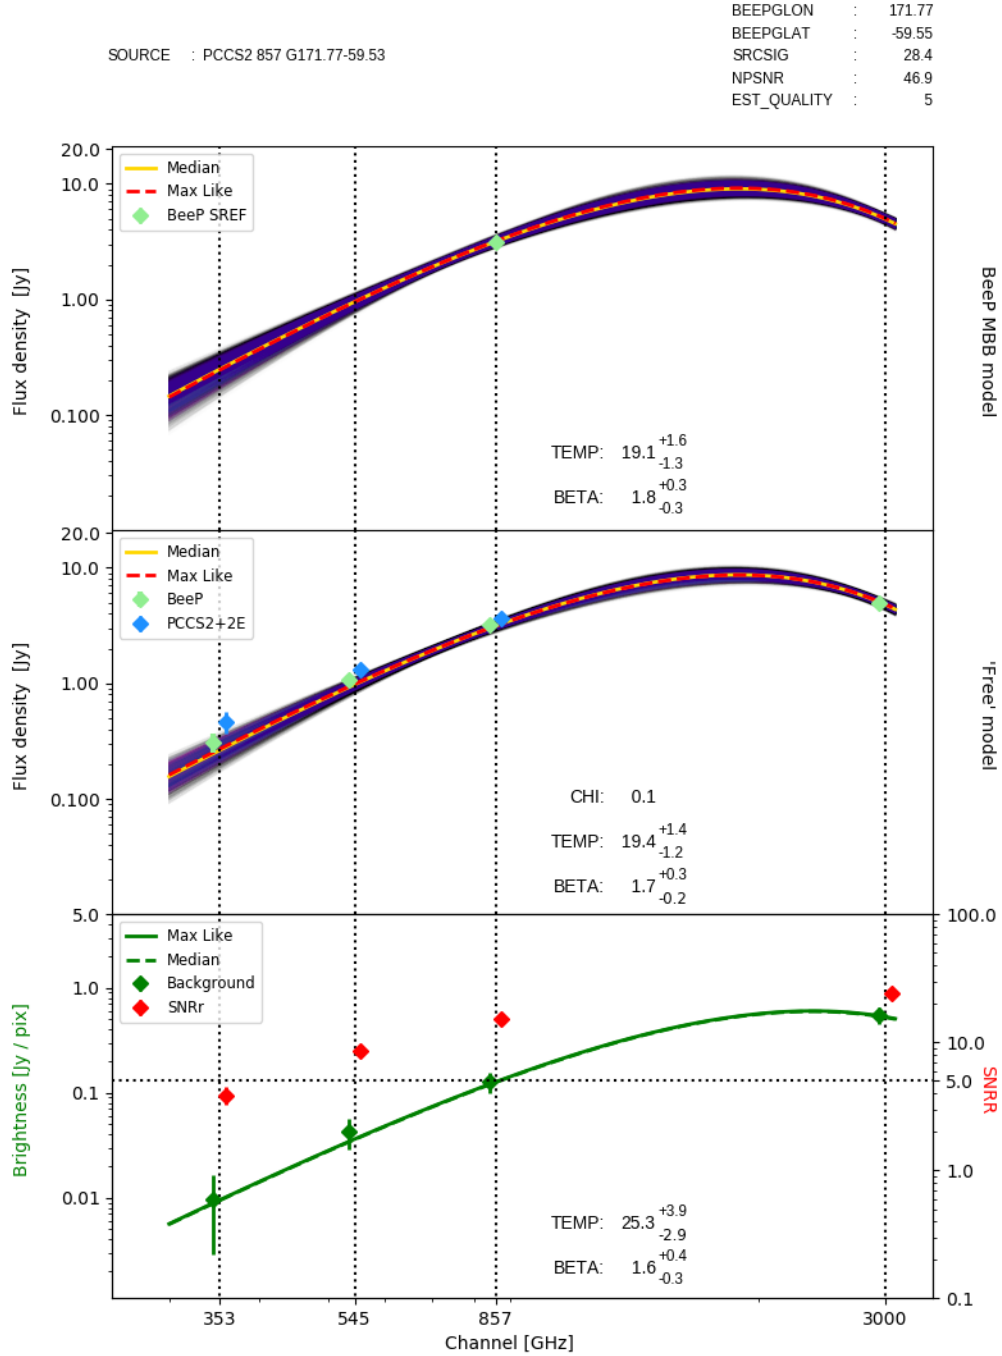 BEEPGLON : 171.77
BEEPGLAT : -59.55
SOURCE : PCCS2 857 G171.77-59.53
SRCSIG : 28.4
NPSNR : 46.9
EST_QUALITY : 5
20.0
10.0
1.00
0.100
Flux density [Jy]
Median
Max Like
BeeP SREF
TEMP: 19.1 +1.6 -1.3
BETA: 1.8 +0.3 -0.3
BeeP MBB model
20.0
10.0
1.00
0.100
Flux density [Jy]
Median
Max Like
BeeP
PCCS2+2E
CHI: 0.1
TEMP: 19.4 +1.4 -1.2
BETA: 1.7 +0.3 -0.2
'Free' model
5.0
1.0
0.1
0.01
Brightness [Jy / pix]
Max Like
Median
Background
SNRr
TEMP: 25.3 +3.9 -2.9
BETA: 1.6 +0.4 -0.3
100.0
10.0
5.0
1.0
0.1
SNRR
353 545 857 3000
Channel [GHz]